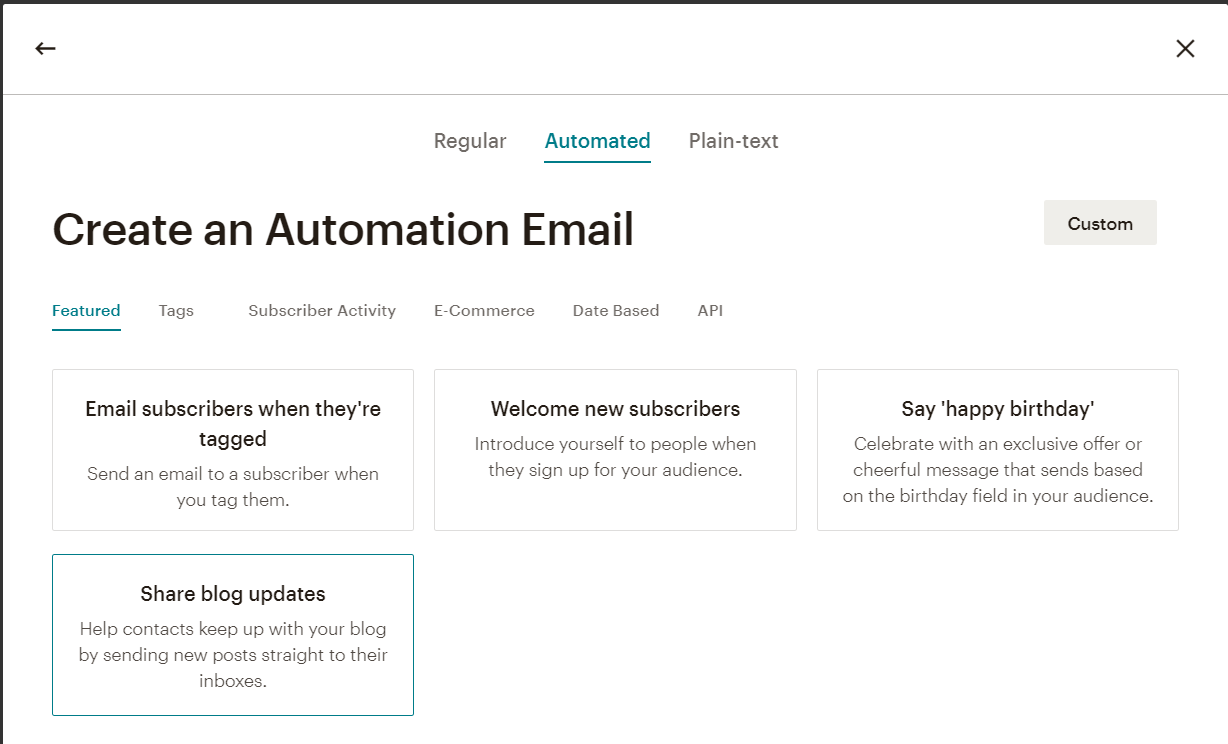 Regular Automated Plain-text
Create an Automation Email
Custom
Featured Tags Subscriber Activity E-Commerce Date Based API
Email subscribers when they're
tagged
Send an email to a subscriber when
you tag them.
Welcome new subscribers
Introduce yourself to people when
they sign up for your audience.
Say 'happy birthday'
Celebrate with an exclusive offer or
cheerful message that sends based
on the birthday field in your audience.
Share blog updates
Help contacts keep up with your blog
by sending new posts straight to their
inboxes.